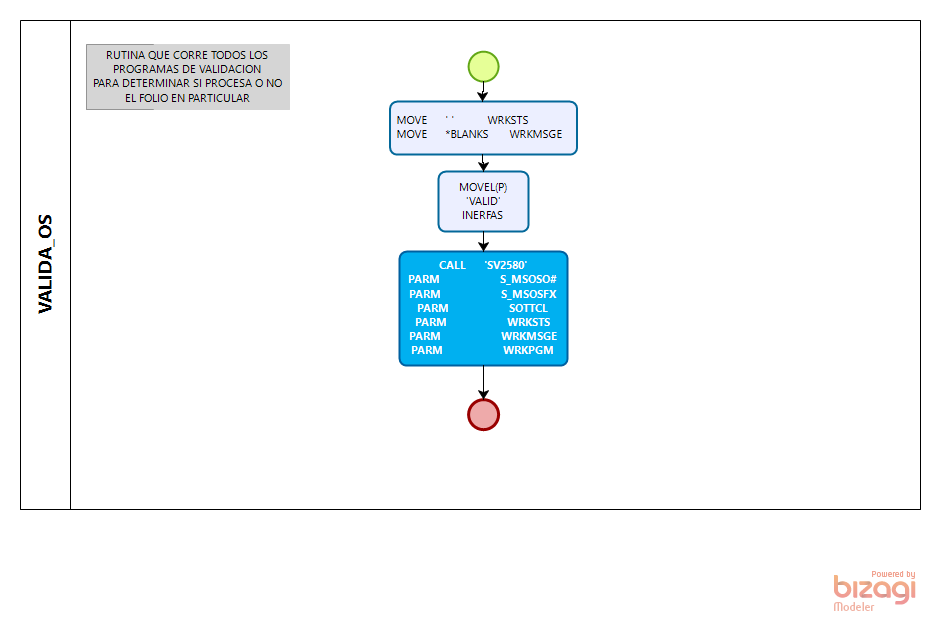 VALIDA_OS
RUTINA QUE CORRE TODOS LOS
PROGRAMAS DE VALIDACION
PARA DETERMINAR SI PROCESA O NO
EL FOLIO EN PARTICULAR
MOVE ' ' WRKSTS
MOVE *BLANKS WRKMSGE
MOVEL(P)
'VALID'
INERFAS
CALL 'SV2580'
PARM S_MSOSO#
PARM S_MSOSFX
PARM SOTTCL
PARM WRKSTS
PARM WRKMSGE
PARM WRKPGM
Powered by
bizagi
Modeler